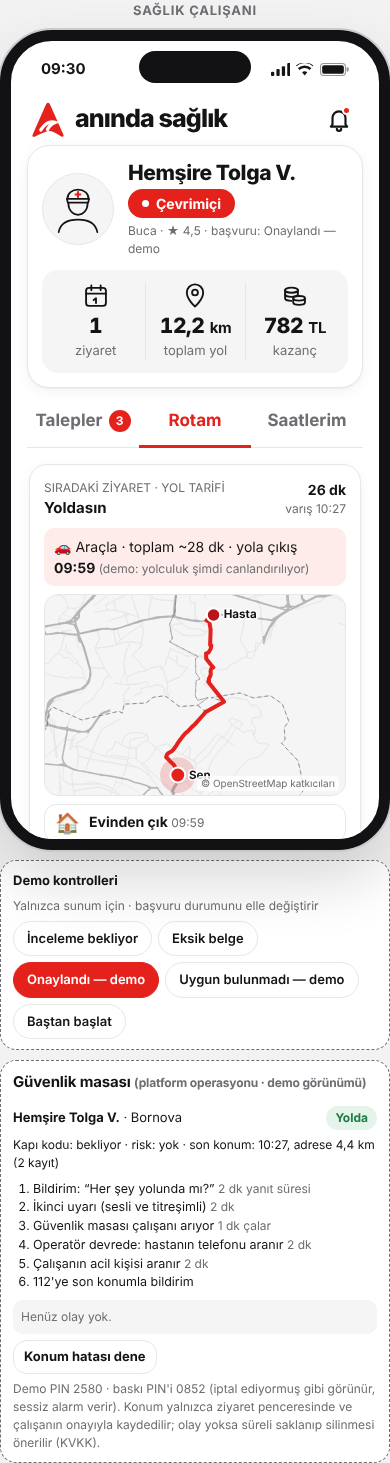 SAĞLIK ÇALIŞANI
09:30
anında sağlık
Hemşire Tolga V.
Çevrimiçi
Buca · ★ 4,5 · başvuru: Onaylandı —
demo
1
12,2 km
782 TL
ziyaret
toplam yol
kazanç
Talepler 3
Rotam
Saatlerim
SIRADAKİ ZİYARET · YOL TARİFİ
26 dk
Yoldasın
varış 10:27
🚗 Araçla · toplam ~28 dk · yola çıkış
09:59 (demo: yolculuk şimdi canlandırılıyor)
Hasta
Sen
© OpenStreetMap katkıcıları
🏠 Evinden çık 09:59
Demo kontrolleri
Yalnızca sunum için · başvuru durumunu elle değiştirir
İnceleme bekliyor
Eksik belge
Onaylandı — demo
Uygun bulunmadı — demo
Baştan başlat
Güvenlik masası (platform operasyonu · demo görünümü)
Hemşire Tolga V. · Bornova
Yolda
Kapı kodu: bekliyor · risk: yok · son konum: 10:27, adrese 4,4 km
(2 kayıt)
1. Bildirim: “Her şey yolunda mı?” 2 dk yanıt süresi
2. İkinci uyarı (sesli ve titreşimli) 2 dk
3. Güvenlik masası çalışanı arıyor 1 dk çalar
4. Operatör devrede: hastanın telefonu aranır 2 dk
5. Çalışanın acil kişisi aranır 2 dk
6. 112'ye son konumla bildirim
Henüz olay yok.
Konum hatası dene
Demo PIN 2580 · baskı PIN'i 0852 (iptal ediyormuş gibi görünür,
sessiz alarm verir). Konum yalnızca ziyaret penceresinde ve
çalışanın onayıyla kaydedilir; olay yoksa süreli saklanıp silinmesi
önerilir (KVKK).